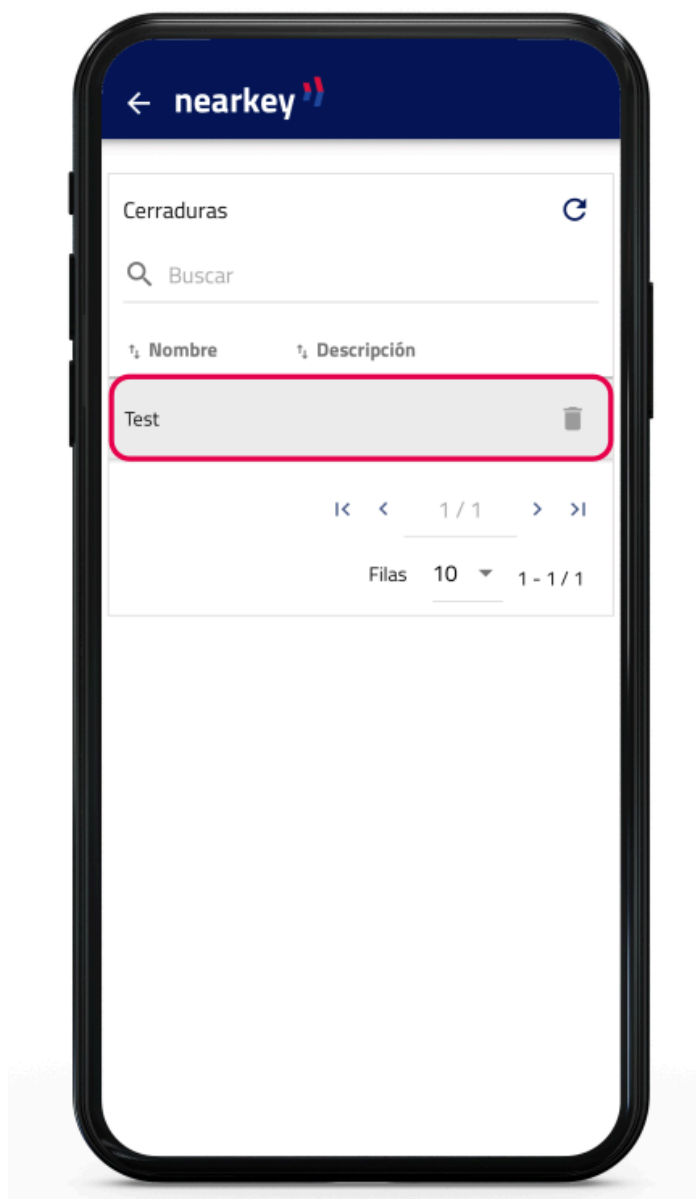 nearkey
Cerraduras
Buscar
Nombre Descripción
Test
1 / 1
Filas 10 1 - 1 / 1